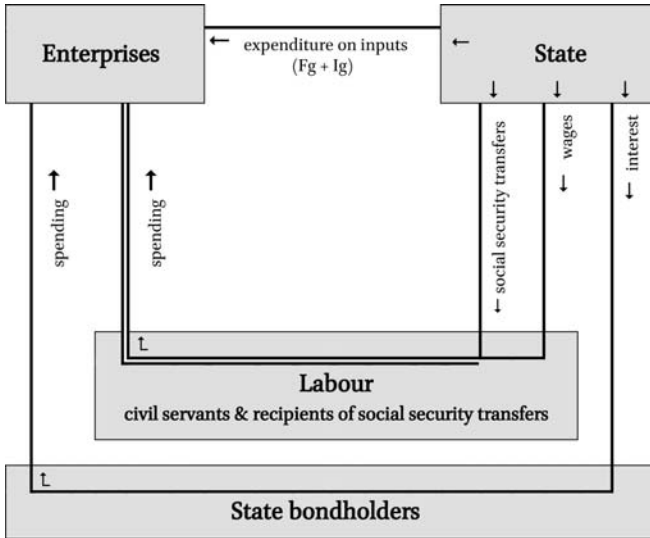 Enterprises
expenditure on inputs
(Fg + Ig)
State
spending
spending
social security transfers
wages
interest
Labour
civil servants & recipients of social security transfers
State bondholders